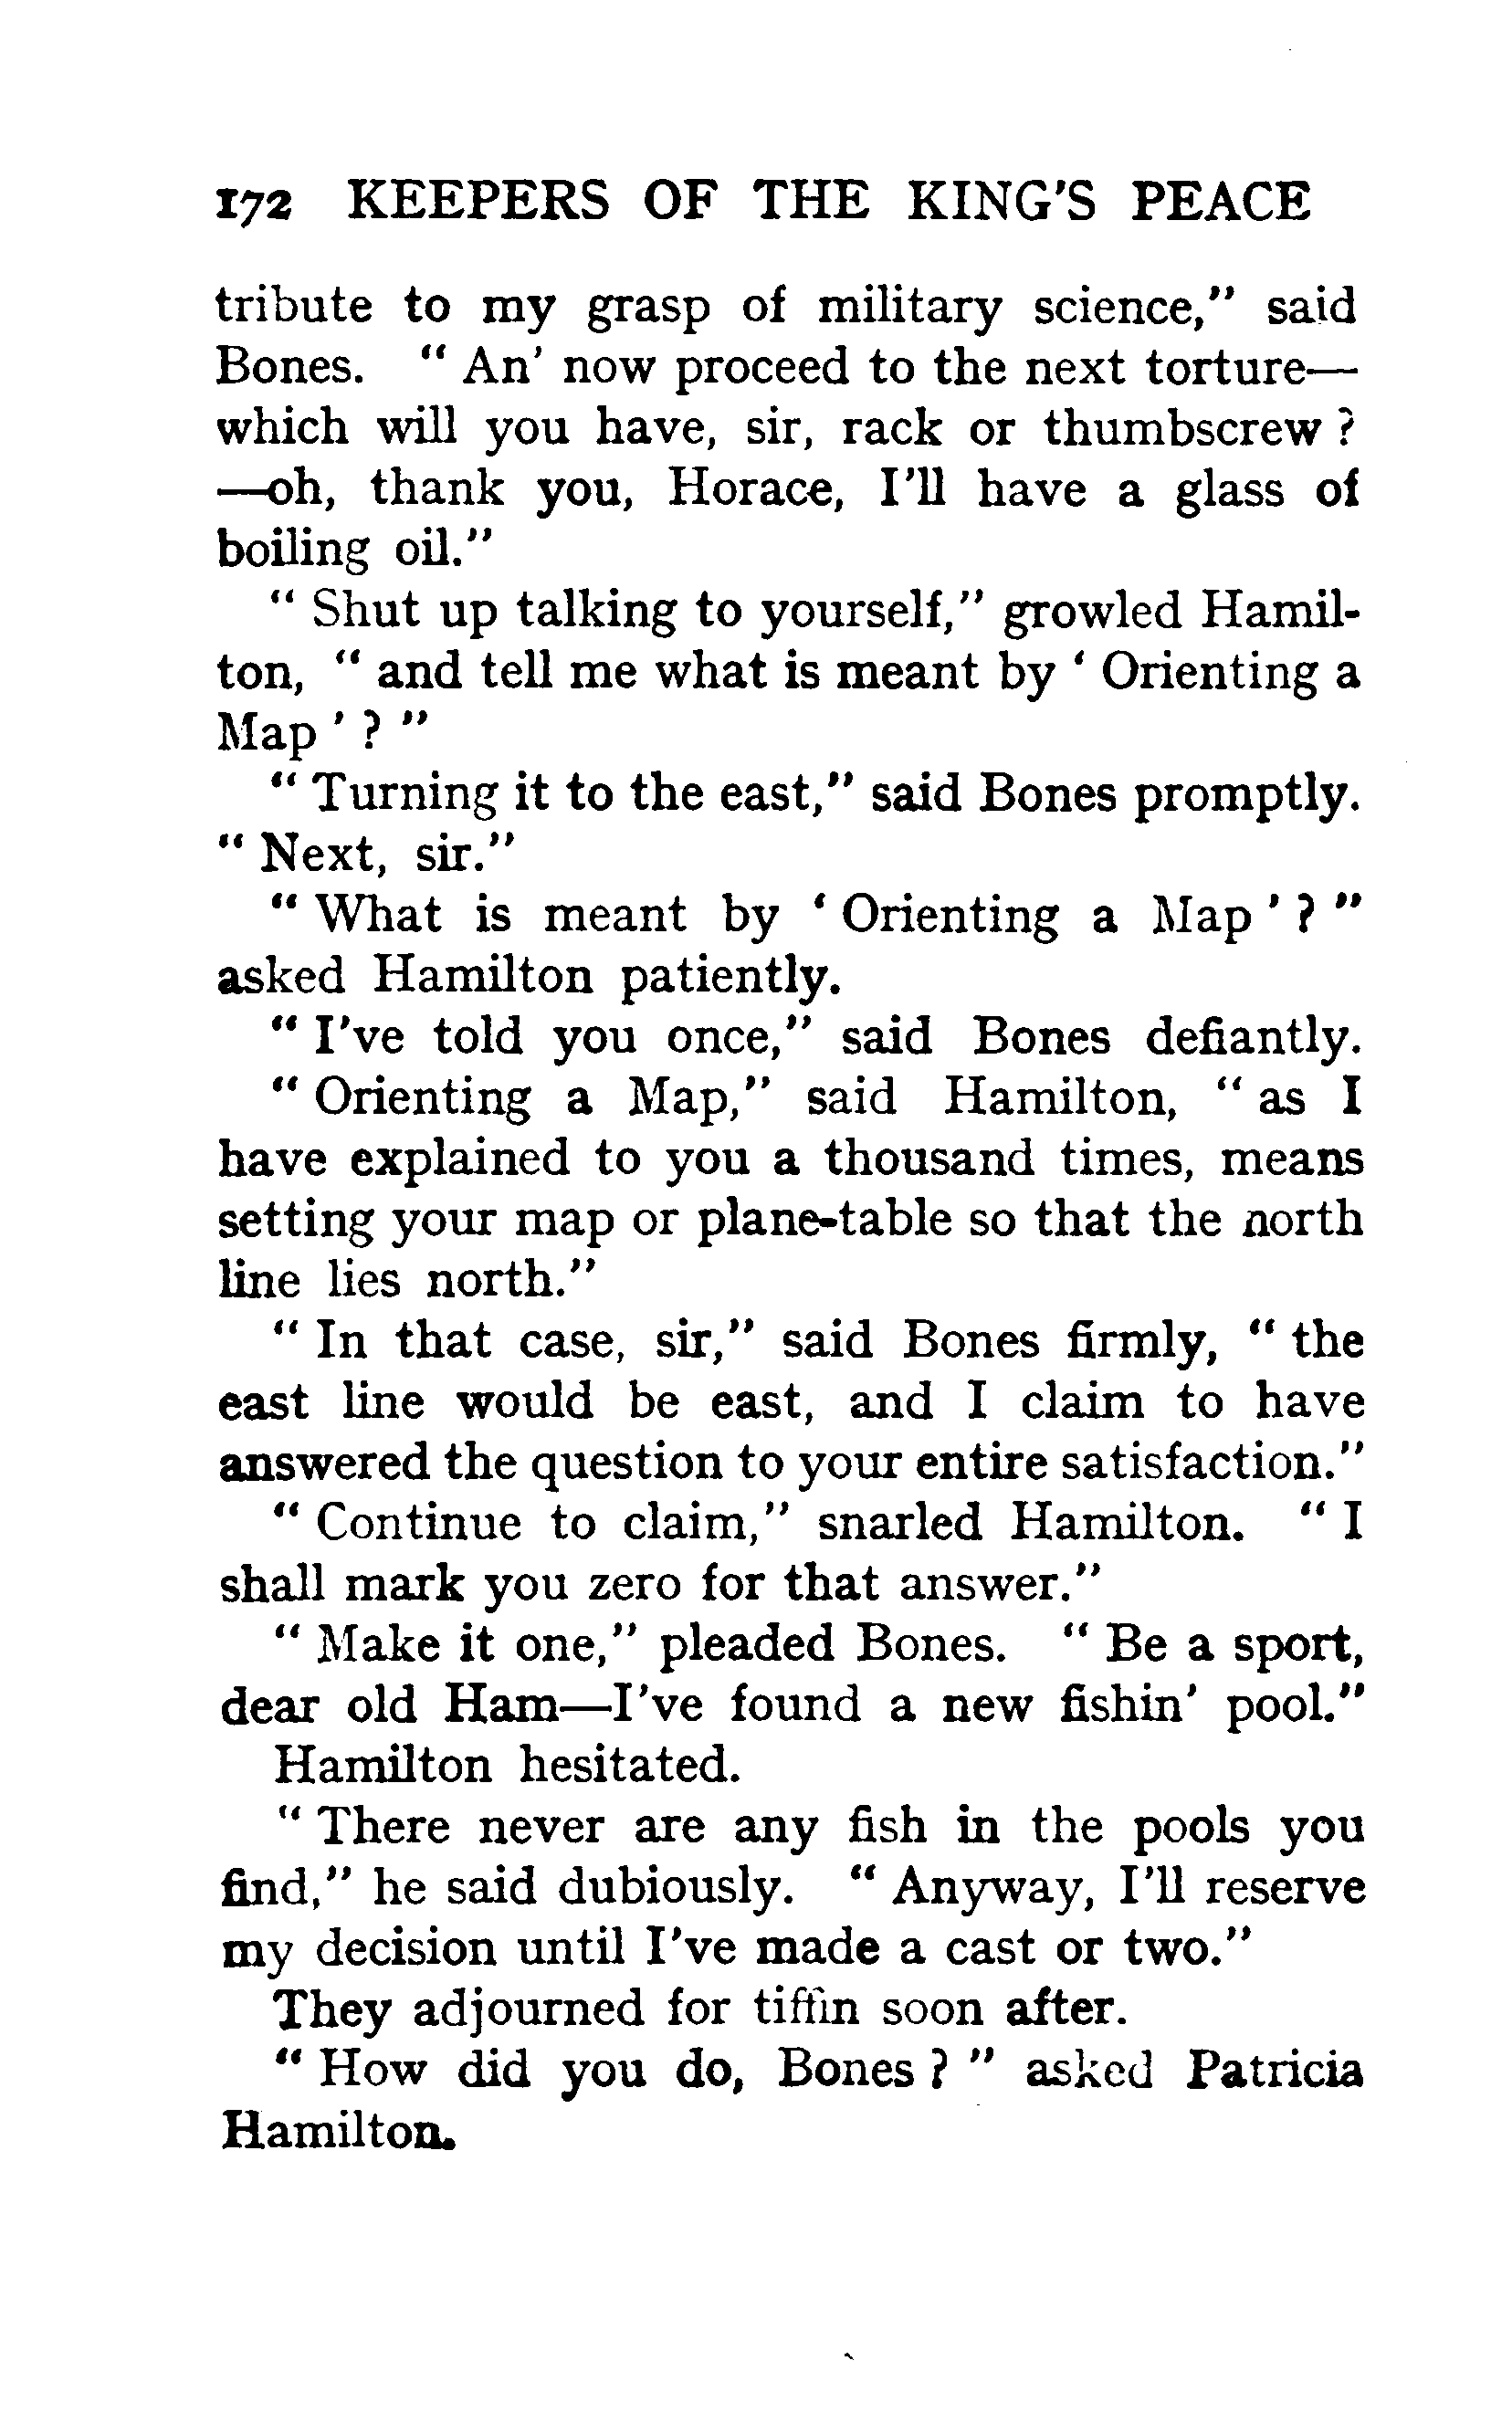 172 KEEPERS OF THE KING'S PEACE
tribute to my grasp of military science," said
Bones. " An' now proceed to the next torture—
which will you have, sir, rack or thumbscrew ?
—oh, thank you, Horace, I'll have a glass of
boiling oil."
" Shut up talking to yourself," growled Hamil-
ton, " and tell me what is meant by ' Orienting a
Map ' ? "
" Turning it to the east," said Bones promptly.
" Next, sir."
" What is meant by ' Orienting a Map ' ? "
asked Hamilton patiently.
" I've told you once," said Bones defiantly.
" Orienting a Map," said Hamilton, " as I
have explained to you a thousand times, means
setting your map or plane-table so that the north
line lies north."
" In that case, sir," said Bones firmly, " the
east line would be east, and I claim to have
answered the question to your entire satisfaction."
" Continue to claim," snarled Hamilton. " I
shall mark you zero for that answer."
" Make it one," pleaded Bones. " Be a sport,
dear old Ham—I've found a new fishin' pool."
Hamilton hesitated.
" There never are any fish in the pools you
find," he said dubiously. " Anyway, I'll reserve
my decision until I've made a cast or two."
They adjourned for tiffin soon after.
" How did you do, Bones ? " asked Patricia
Hamilton.